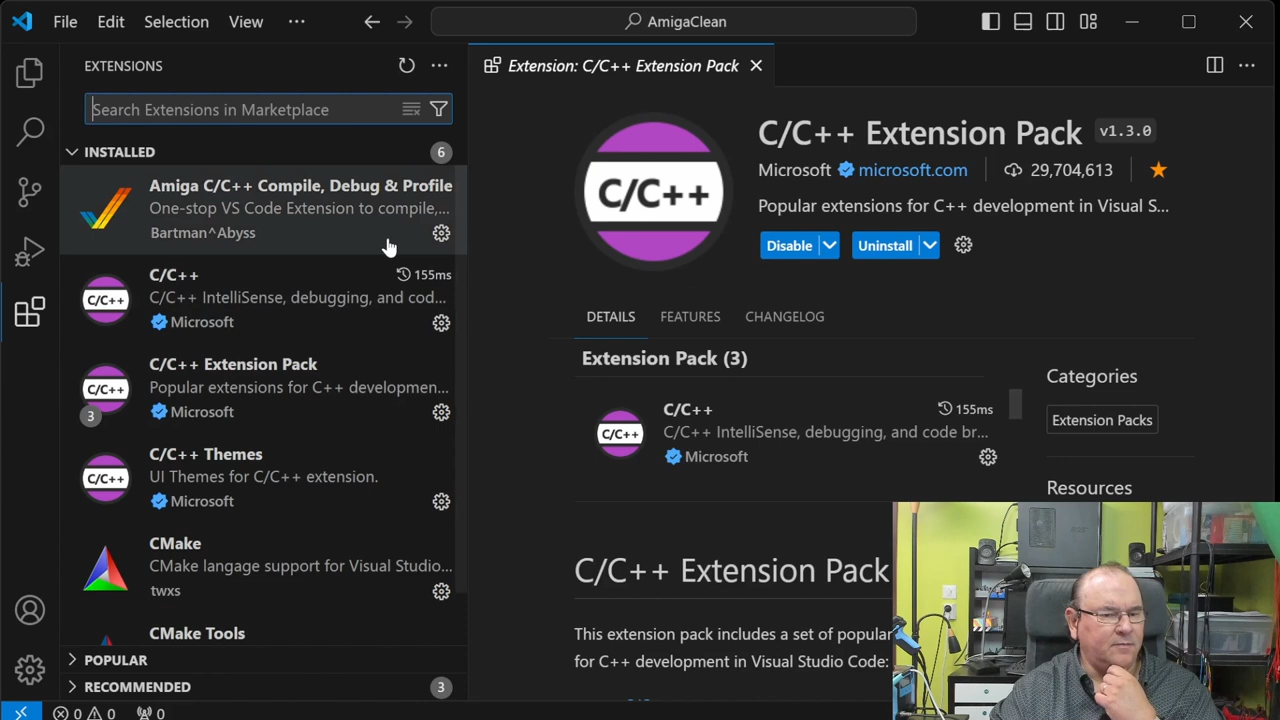 File Edit Selection View ··· AmigaClean
EXTENSIONS
Search Extensions in Marketplace
INSTALLED 6
Amiga C/C++ Compile, Debug & Profile
One-stop VS Code Extension to compile,...
Bartman^Abyss
C/C++ 155ms
C/C++ IntelliSense, debugging, and cod...
Microsoft
C/C++ Extension Pack
Popular extensions for C++ developmen...
3 Microsoft
C/C++ Themes
UI Themes for C/C++ extension.
Microsoft
CMake
CMake langage support for Visual Studio...
twxs
CMake Tools
POPULAR
RECOMMENDED 3
0 0 0
Extension: C/C++ Extension Pack
C/C++
C/C++ Extension Pack v1.3.0
Microsoft microsoft.com 29,704,613
Popular extensions for C++ development in Visual S...
Disable Uninstall
DETAILS FEATURES CHANGELOG
Extension Pack (3)
C/C++ 155ms
C/C++ IntelliSense, debugging, and code br...
Microsoft
Categories
Extension Packs
Resources
C/C++ Extension Pack
This extension pack includes a set of popular
for C++ development in Visual Studio Code:
C/C++
C/C++
C/C++
C/C++